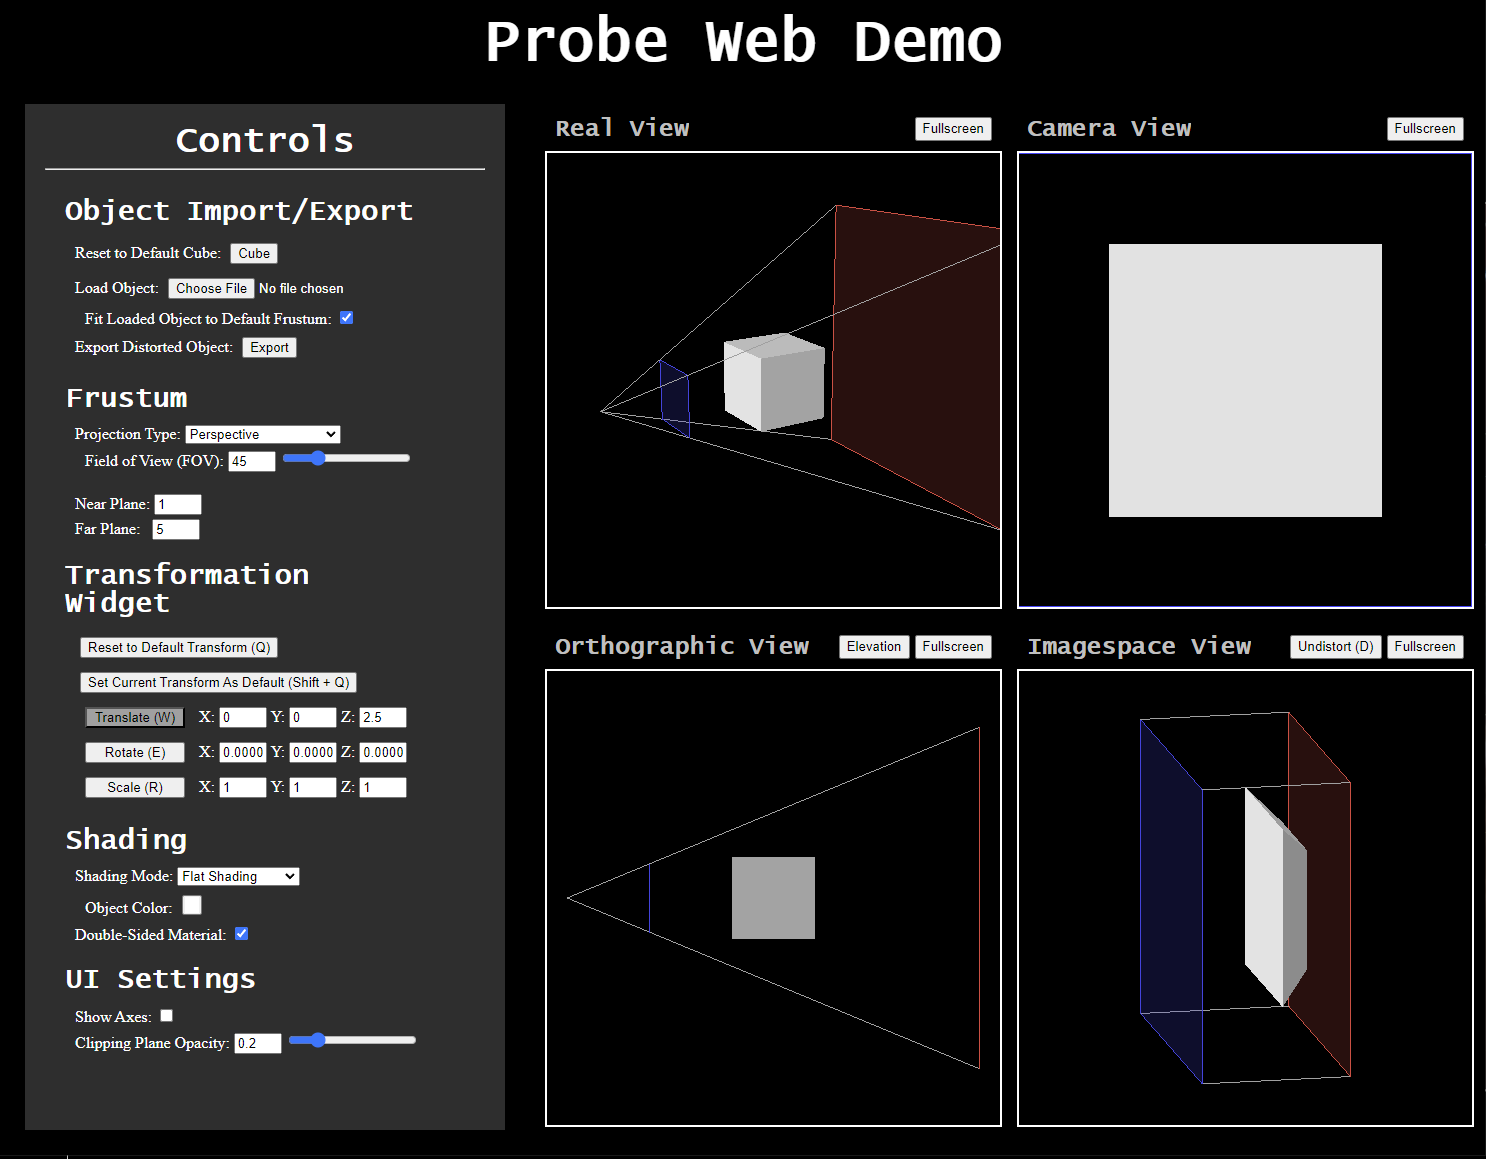 Probe Web Demo
Controls
Object Import/Export
Reset to Default Cube: Cube
Load Object: Choose File No file chosen
Fit Loaded Object to Default Frustum:
Export Distorted Object: Export
Frustum
Projection Type: Perspective
Field of View (FOV): 45
Near Plane: 1
Far Plane: 5
Transformation
Widget
Reset to Default Transform (Q)
Set Current Transform As Default (Shift + Q)
Translate (W) X: 0 Y: 0 Z: 2.5
Rotate (E) X: 0.0000 Y: 0.0000 Z: 0.0000
Scale (R) X: 1 Y: 1 Z: 1
Shading
Shading Mode: Flat Shading
Object Color:
Double-Sided Material:
UI Settings
Show Axes:
Clipping Plane Opacity: 0.2
Real View Fullscreen
Camera View Fullscreen
Orthographic View Elevation Fullscreen
Imagespace View Undistort (D) Fullscreen